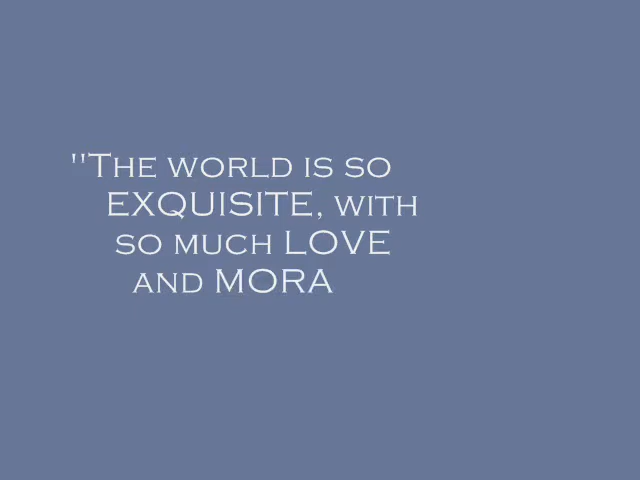 "The world is so
EXQUISITE, with
so much LOVE
and MORA